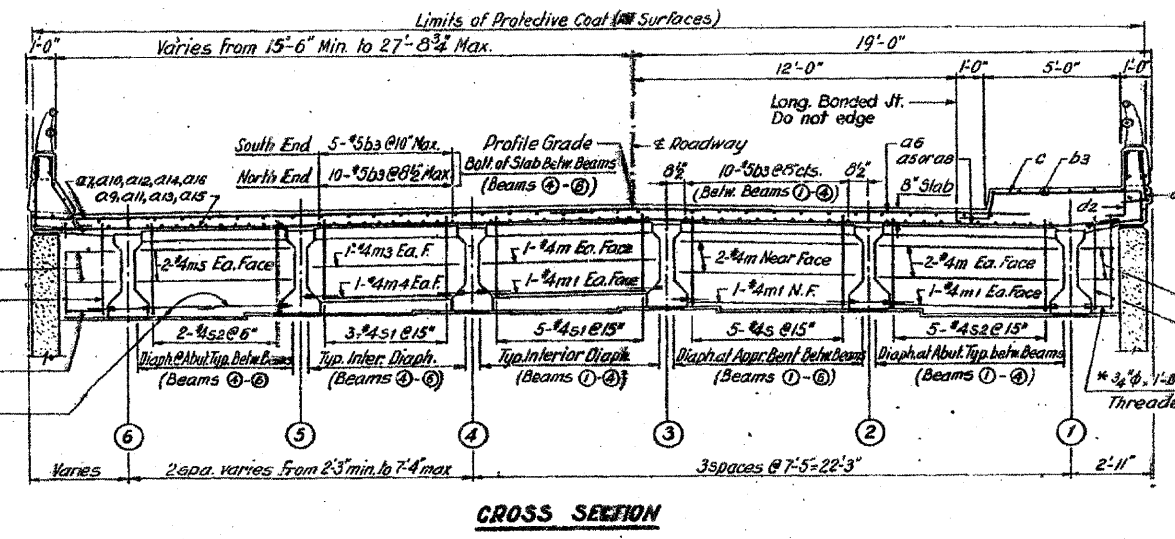 Limits of Protective Coat ( Surfaces)
1'-0" Varies from 15'-6" Min. to 27'-8 3/4" Max. 19'-0"
12'-0" 1'-0" 5'-0" 1'-0"
Long. Bonded Jt.
Do not edge
South End 5-#5b3 @ 10" Max. Profile Grade ℄ Roadway
Bott. of Slab Betw. Beams
North End 10-#5b3 @ 8½" Max
(Beams ④-⑥)
8½" 10-#5b3 @ 8" cts. 8½"
(Betw. Beams ①-④)
a6
a5 or a8
8" Slab
c b3
d2
a7, a10, a12, a14, a16
a9, a11, a13, a15
2-#4m5 Ea. Face 1-#4m3 Ea. F. 1-#4m Ea. Face 2-#4m Near Face 2-#4m Ea. Face
1-#4m4 Ea. F. 1-#4m1 Ea. Face 1-#4m1 N.F. 1-#4m1 Ea. Face
2-#4s2 @ 6" 3-#4s1 @ 15" 5-#4s1 @ 15" 5-#4s @ 15" 5-#4s2 @ 15"
Diaph. @ Abut. Typ. Betw. Beams Typ. Inter. Diaph. Typ. Interior Diaph. Diaph. at Appr. Bent Betw. Beams Diaph. at Abut. Typ. betw. Beams
(Beams ④-⑥) (Beams ④-⑥) (Beams ①-④) (Beams ①-⑥) (Beams ①-④)
* 3/4"φ, 1'-8
Threade
⑥ ⑤ ④ ③ ② ①
Varies 2 spa. varies from 2'-3" min. to 7'-4" max 3 spaces @ 7'-5" = 22'-3" 2'-11"
CROSS SECTION